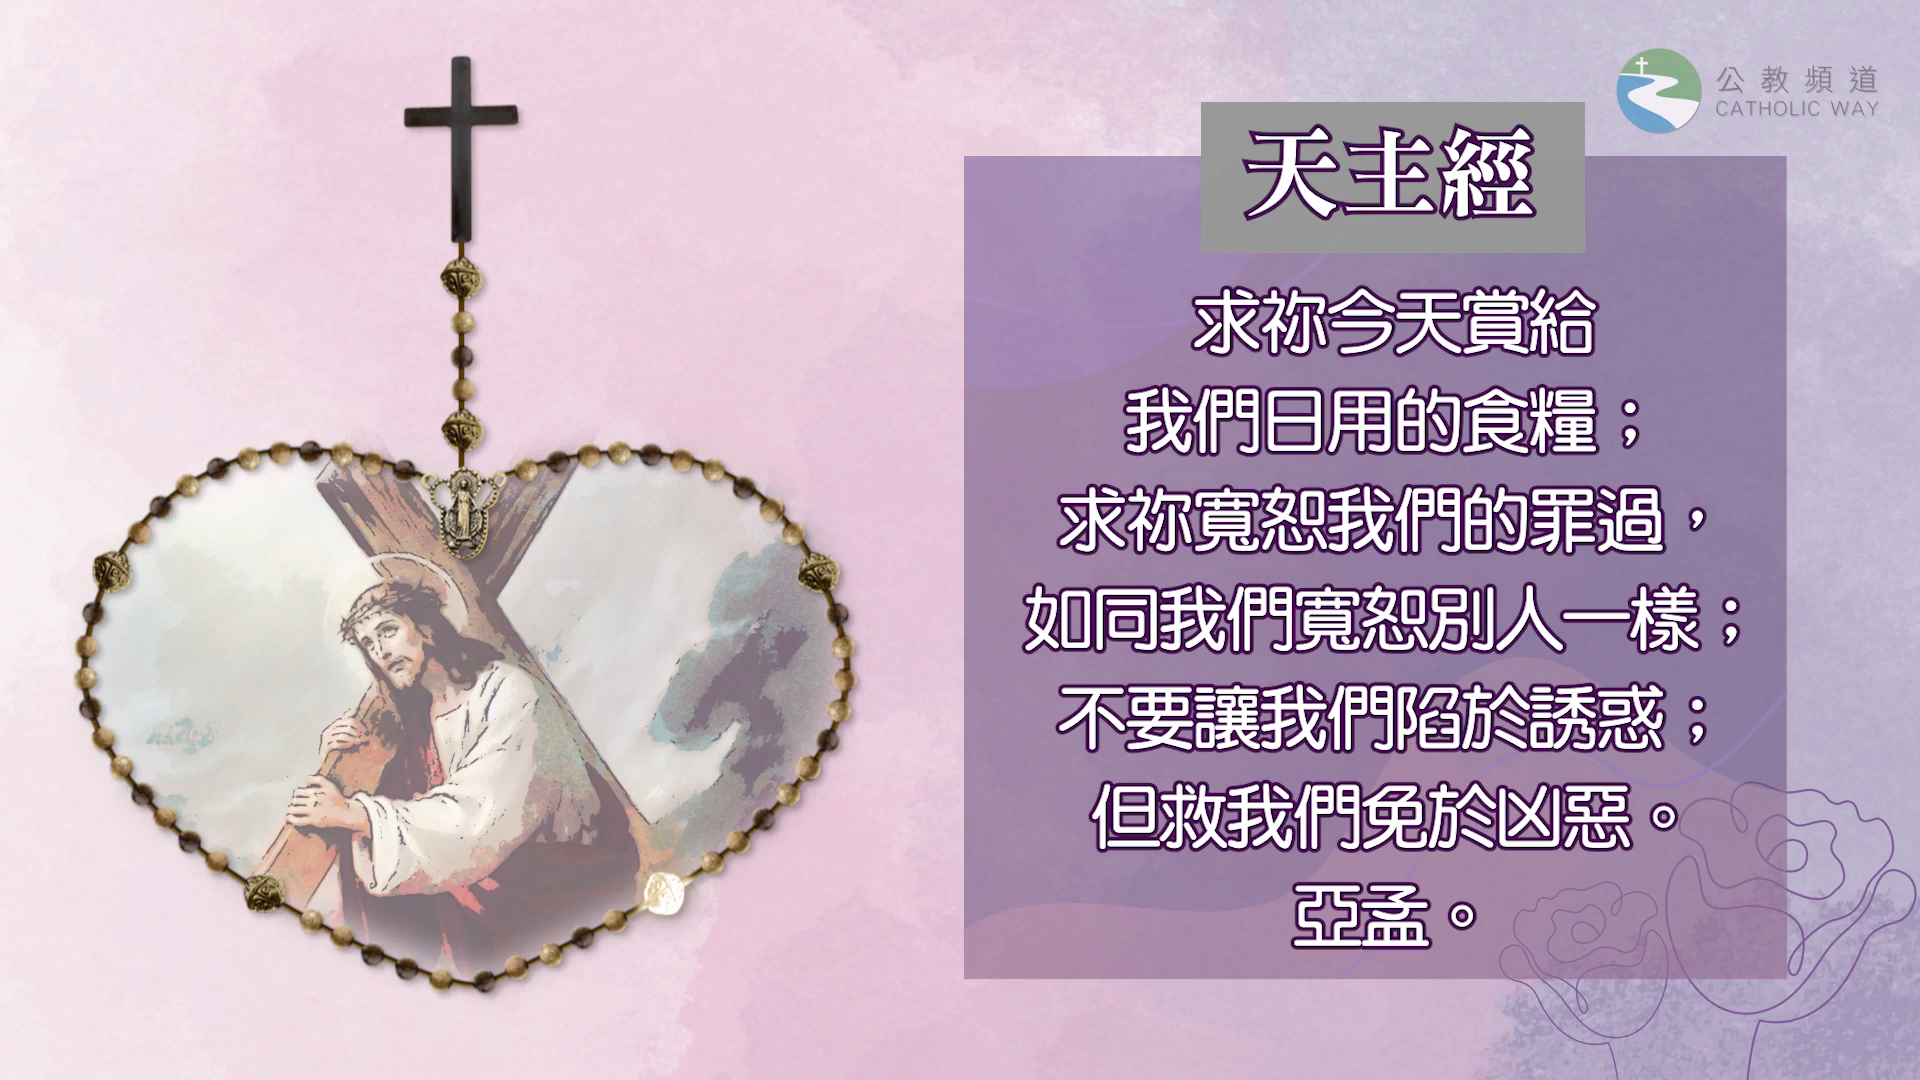 公教頻道
CATHOLIC WAY
天主經
求祢今天賞給
我們日用的食糧；
求祢寬恕我們的罪過，
如同我們寬恕別人一樣；
不要讓我們陷於誘惑；
但救我們免於凶惡。
亞孟。